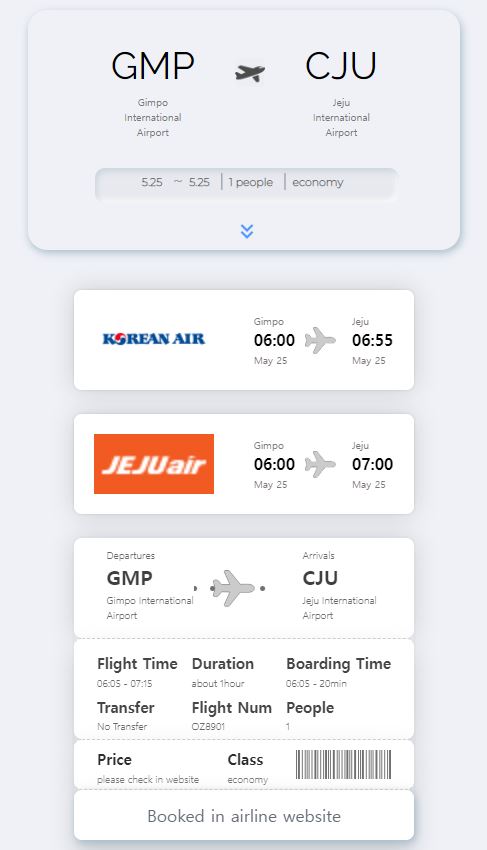 GMP CJU
Gimpo
International
Airport
Jeju
International
Airport
5.25 ~ 5.25 | 1 people | economy
KOREAN AIR
Gimpo Jeju
06:00 06:55
May 25 May 25
JEJUair
Gimpo Jeju
06:00 07:00
May 25 May 25
Departures Arrivals
GMP CJU
Gimpo International
Airport
Jeju International
Airport
Flight Time Duration Boarding Time
06:05 - 07:15 about 1hour 06:05 - 20min
Transfer Flight Num People
No Transfer OZ8901 1
Price Class
please check in website economy
Booked in airline website